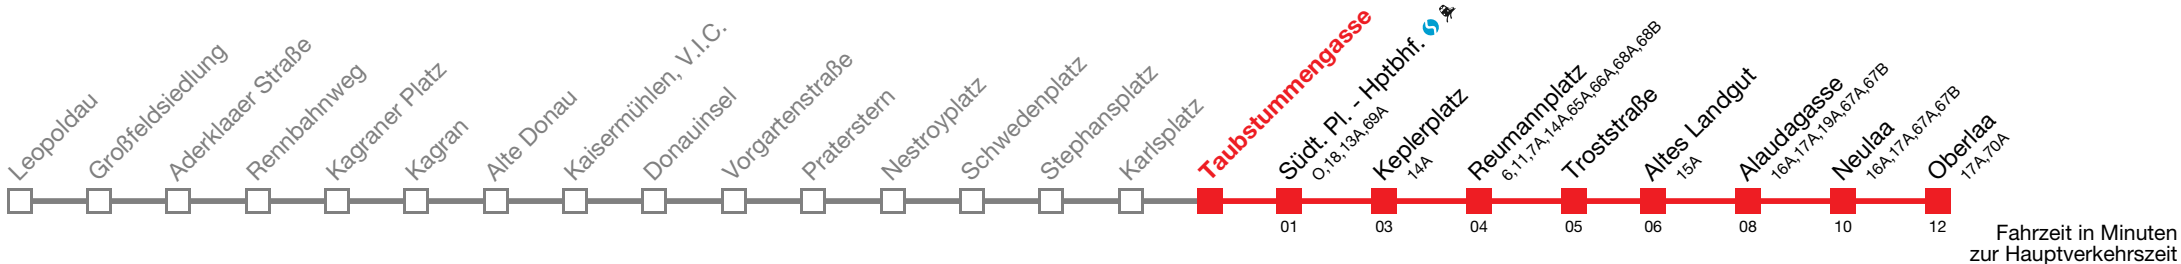 Leopoldau
Großfeldsiedlung
Aderklaaer Straße
Rennbahnweg
Kagraner Platz
Kagran
Alte Donau
Kaisermühlen, V.I.C.
Donauinsel
Vorgartenstraße
Praterstern
Nestroyplatz
Schwedenplatz
Stephansplatz
Karlsplatz
Taubstummengasse
Südt. Pl. - Hptbhf.
O,18,13A,69A
01
Keplerplatz
14A
03
Reumannplatz
6,11,7A,14A,65A,66A,68A,68B
04
Troststraße
05
Altes Landgut
15A
06
Alaudagasse
16A,17A,19A,67A,67B
08
Neulaa
16A,17A,67A,67B
10
Oberlaa
17A,70A
12
Fahrzeit in Minuten
zur Hauptverkehrszeit